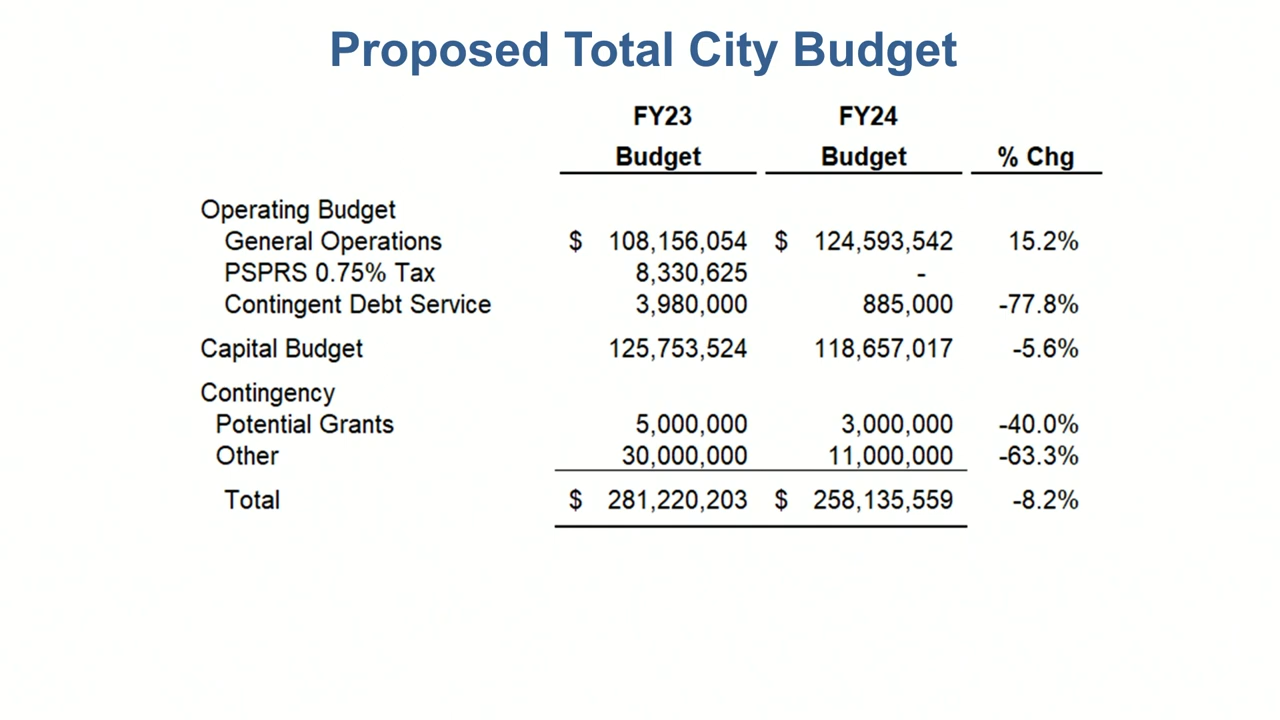 Proposed Total City Budget
FY23 FY24
Budget Budget % Chg
Operating Budget
General Operations $ 108,156,054 $ 124,593,542 15.2%
PSPRS 0.75% Tax 8,330,625 -
Contingent Debt Service 3,980,000 885,000 -77.8%
Capital Budget 125,753,524 118,657,017 -5.6%
Contingency
Potential Grants 5,000,000 3,000,000 -40.0%
Other 30,000,000 11,000,000 -63.3%
Total $ 281,220,203 $ 258,135,559 -8.2%